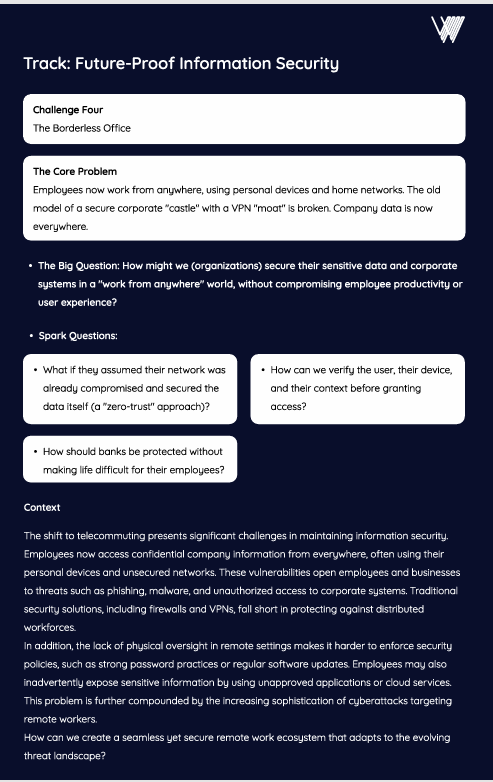 Track: Future-Proof Information Security
Challenge Four
The Borderless Office
The Core Problem
Employees now work from anywhere, using personal devices and home networks. The old
model of a secure corporate "castle" with a VPN "moat" is broken. Company data is now
everywhere.
• The Big Question: How might we (organizations) secure their sensitive data and corporate
systems in a "work from anywhere" world, without compromising employee productivity or
user experience?
• Spark Questions:
• What if they assumed their network was
already compromised and secured the
data itself (a "zero-trust" approach)?
• How can we verify the user, their device,
and their context before granting
access?
• How should banks be protected without
making life difficult for their employees?
Context
The shift to telecommuting presents significant challenges in maintaining information security.
Employees now access confidential company information from everywhere, often using their
personal devices and unsecured networks. These vulnerabilities open employees and businesses
to threats such as phishing, malware, and unauthorized access to corporate systems. Traditional
security solutions, including firewalls and VPNs, fall short in protecting against distributed
workforces.
In addition, the lack of physical oversight in remote settings makes it harder to enforce security
policies, such as strong password practices or regular software updates. Employees may also
inadvertently expose sensitive information by using unapproved applications or cloud services.
This problem is further compounded by the increasing sophistication of cyberattacks targeting
remote workers.
How can we create a seamless yet secure remote work ecosystem that adapts to the evolving
threat landscape?